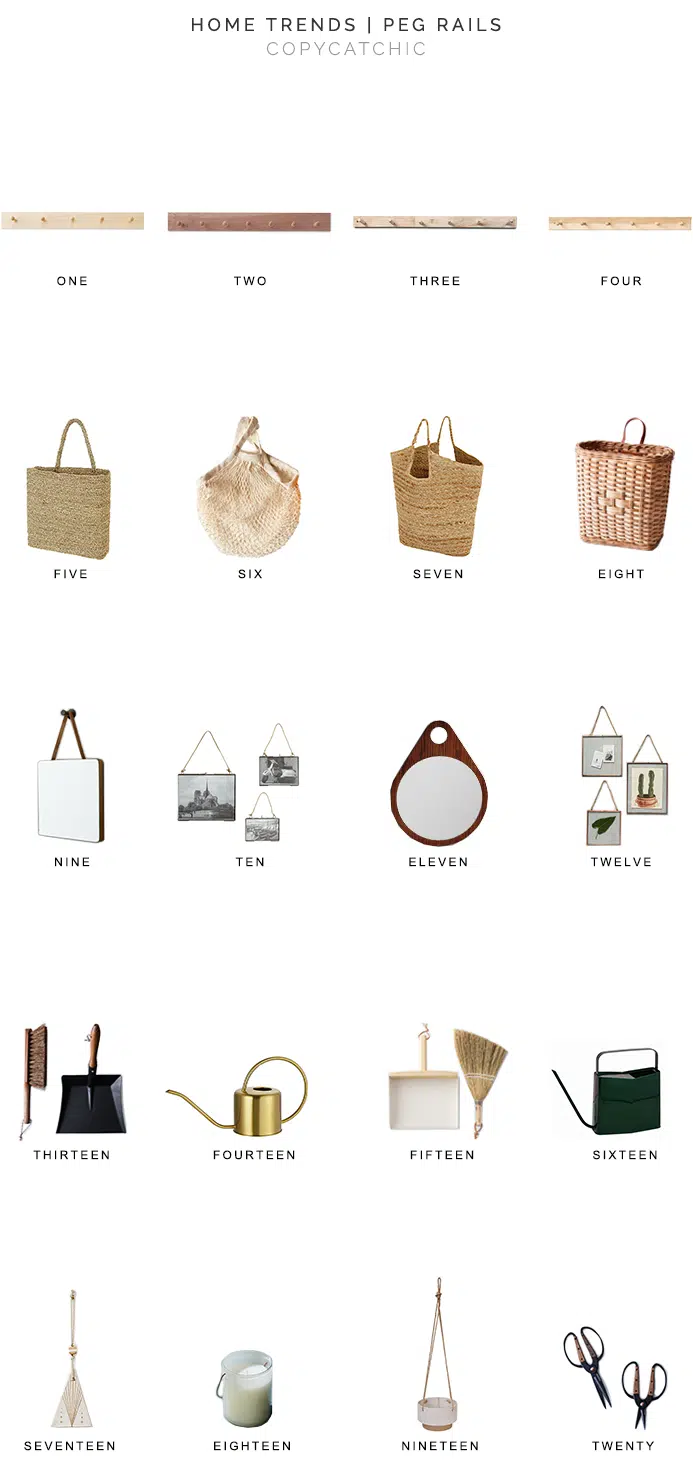 HOME TRENDS | PEG RAILS
COPYCATCHIC
ONE
TWO
THREE
FOUR
FIVE
SIX
SEVEN
EIGHT
NINE
TEN
ELEVEN
TWELVE
THIRTEEN
FOURTEEN
FIFTEEN
SIXTEEN
SEVENTEEN
EIGHTEEN
NINETEEN
TWENTY